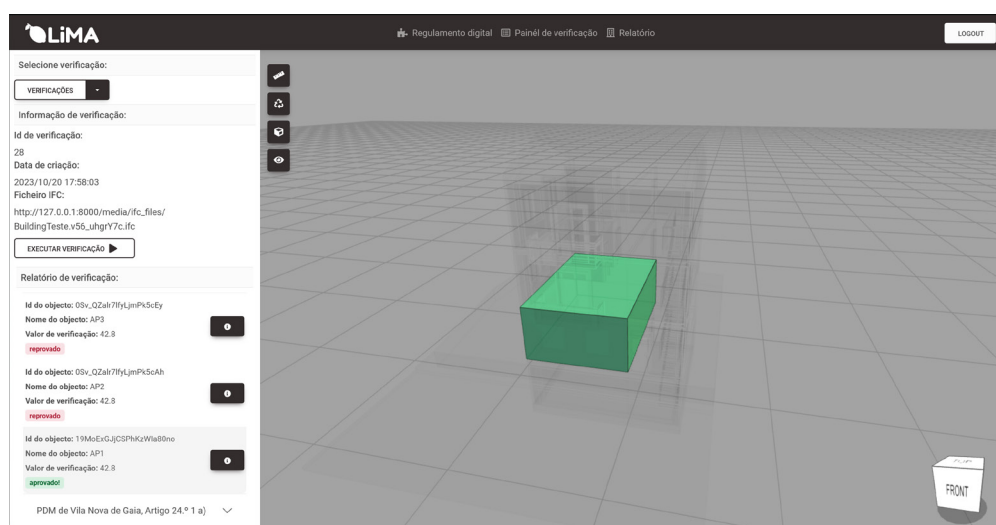 LiMA
Regulamento digital
Painél de verificação
Relatório
LOGOUT
Selecione verificação:
VERIFICAÇÕES
Informação de verificação:
Id de verificação:
28
Data de criação:
2023/10/20 17:58:03
Ficheiro IFC:
http://127.0.0.1:8000/media/ifc_files/
BuildingTeste.v56_uhgrY7c.ifc
EXECUTAR VERIFICAÇÃO
Relatório de verificação:
Id do objecto: 0Sv_QZaIr7IfyLjmPk5cEy
Nome do objecto: AP3
Valor de verificação: 42.8
reprovado
Id do objecto: 0Sv_QZaIr7IfyLjmPk5cAh
Nome do objecto: AP2
Valor de verificação: 42.8
reprovado
Id do objecto: 19MoExGJjCSPhKzWIa80no
Nome do objecto: AP1
Valor de verificação: 42.8
aprovado!
PDM de Vila Nova de Gaia, Artigo 24.º 1 a)
FRONT